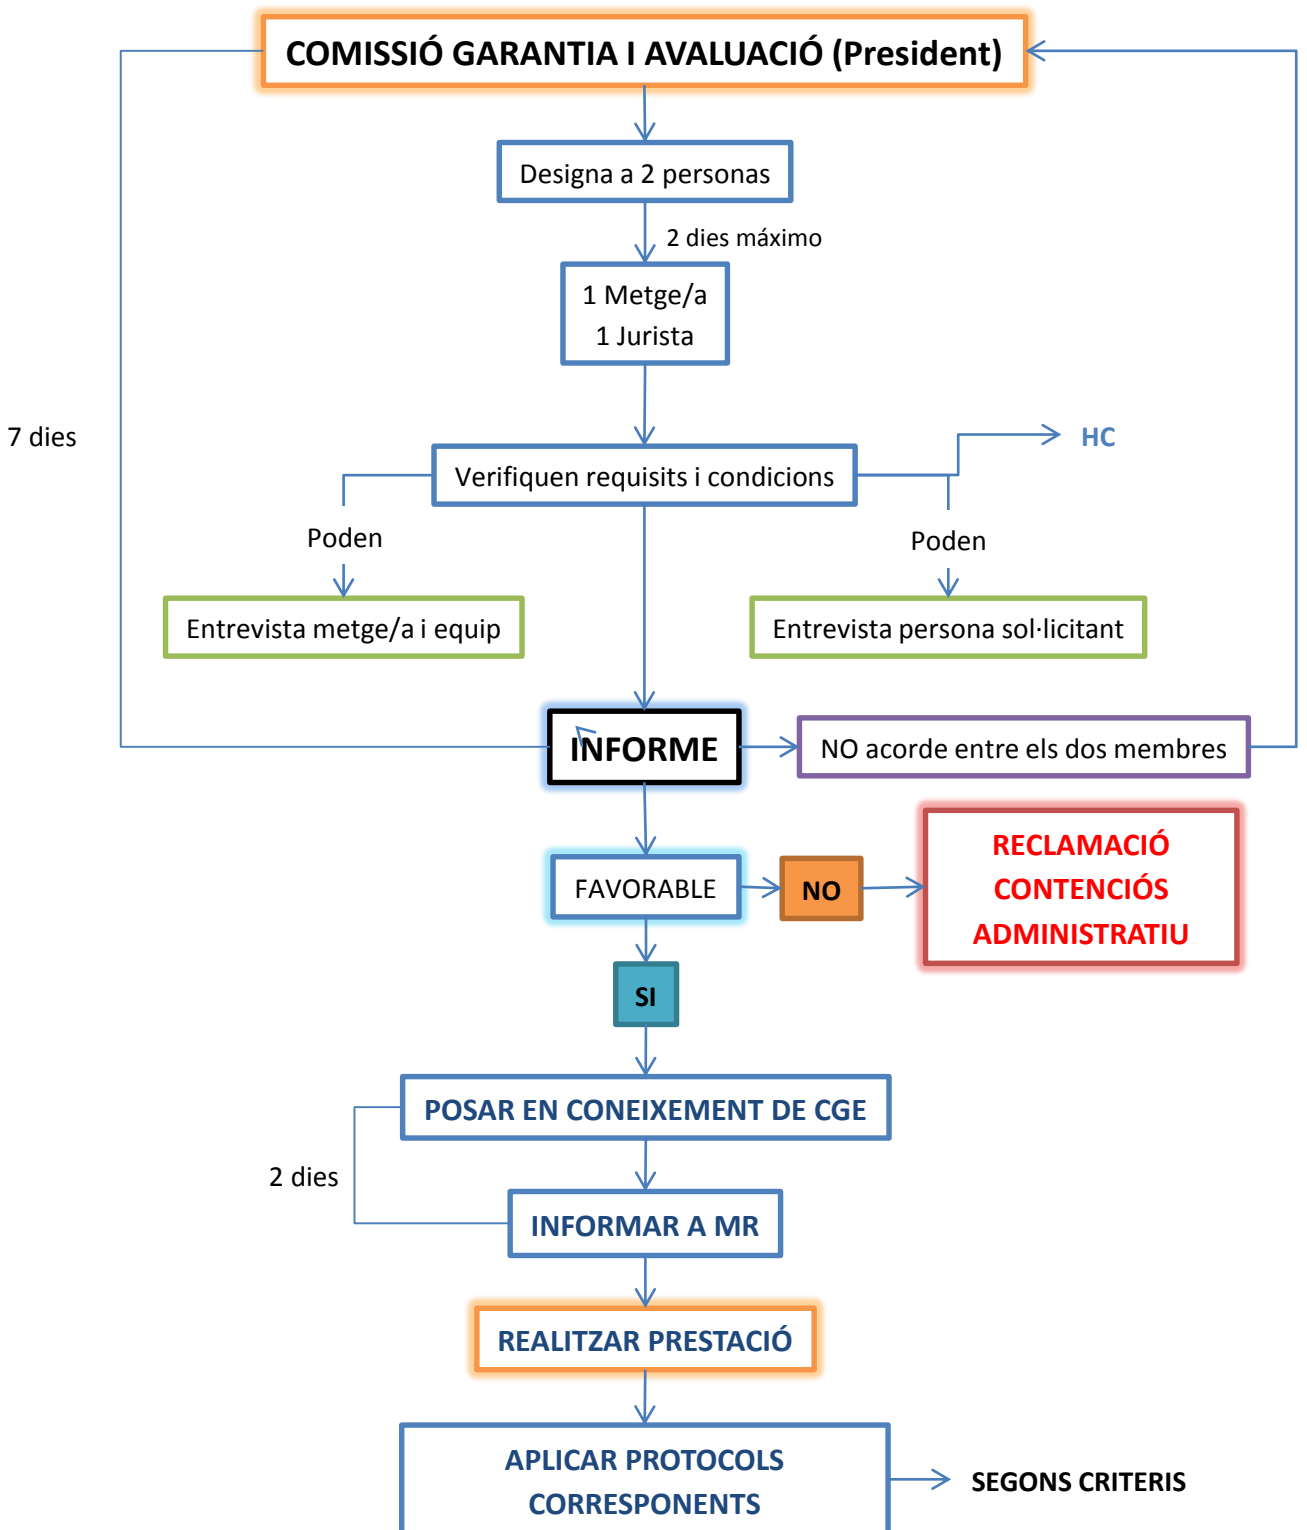 COMISSIÓ GARANTIA I AVALUACIÓ (President)
Designa a 2 personas
2 dies máximo
1 Metge/a
1 Jurista
7 dies
HC
Verifiquen requisits i condicions
Poden
Poden
Entrevista metge/a i equip
Entrevista persona sol·licitant
INFORME
NO acorde entre els dos membres
FAVORABLE
NO
RECLAMACIÓ
CONTENCIÓS
ADMINISTRATIU
SI
POSAR EN CONEIXEMENT DE CGE
2 dies
INFORMAR A MR
REALITZAR PRESTACIÓ
APLICAR PROTOCOLS
CORRESPONENTS
SEGONS CRITERIS